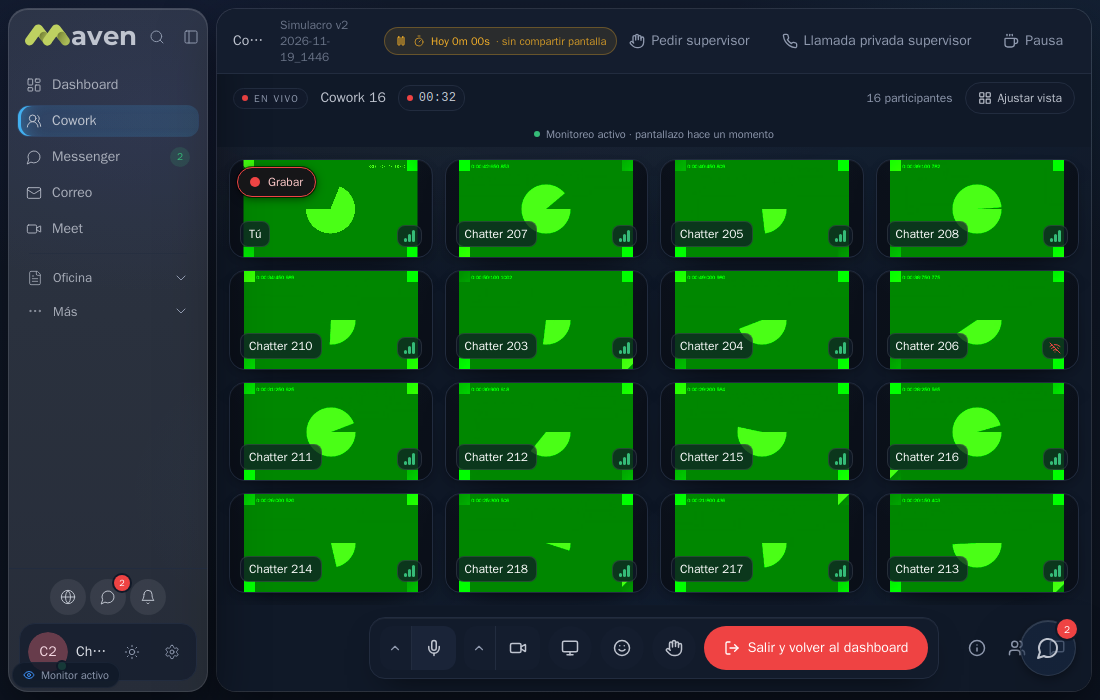 Maven
Dashboard
Cowork
Messenger 2
Correo
Meet
Oficina
Más
2
C2 Ch···
Monitor activo
Co···
Simulacro v2
2026-11-
19_1446
Hoy 0m 00s · sin compartir pantalla
Pedir supervisor
Llamada privada supervisor
Pausa
EN VIVO
Cowork 16
00:32
16 participantes
Ajustar vista
Monitoreo activo · pantallazo hace un momento
Grabar
Tú
Chatter 207
Chatter 205
Chatter 208
Chatter 210
Chatter 203
Chatter 204
Chatter 206
Chatter 211
Chatter 212
Chatter 215
Chatter 216
Chatter 214
Chatter 218
Chatter 217
Chatter 213
Salir y volver al dashboard
2